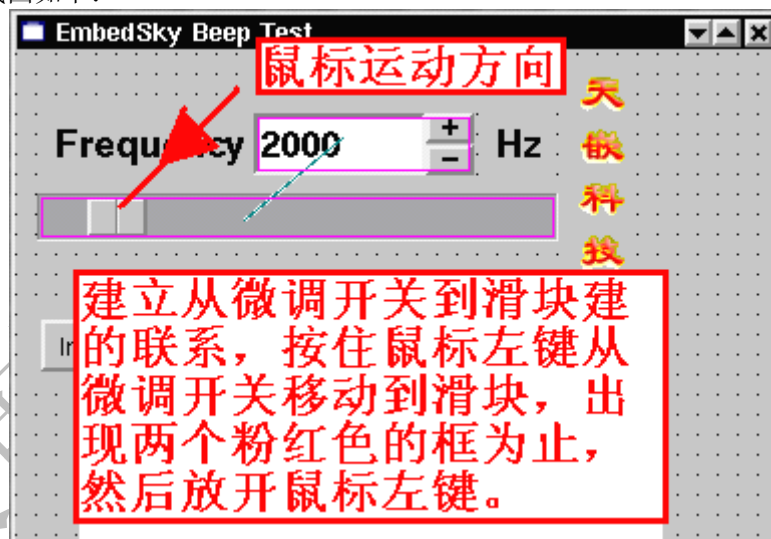 EmbedSky Beep Test
鼠标运动方向
Frequency 2000 Hz
天嵌科技
建立从微调开关到滑块建
的联系，按住鼠标左键从
微调开关移动到滑块，出
现两个粉红色的框为止，
然后放开鼠标左键。